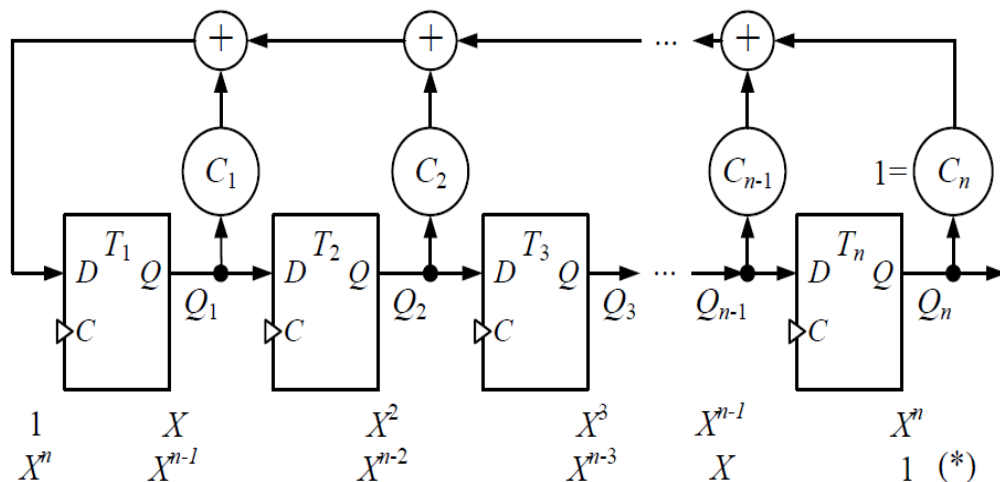 + + ... +
C₁ C₂ Cₙ₋₁ 1= Cₙ
T₁ T₂ T₃ Tₙ
D Q D Q D Q ... D Q
Q₁ Q₂ Q₃ Qₙ₋₁ Qₙ
C C C C
1 X X² X³ Xⁿ⁻¹ Xⁿ
Xⁿ Xⁿ⁻¹ Xⁿ⁻² Xⁿ⁻³ X 1 (*)